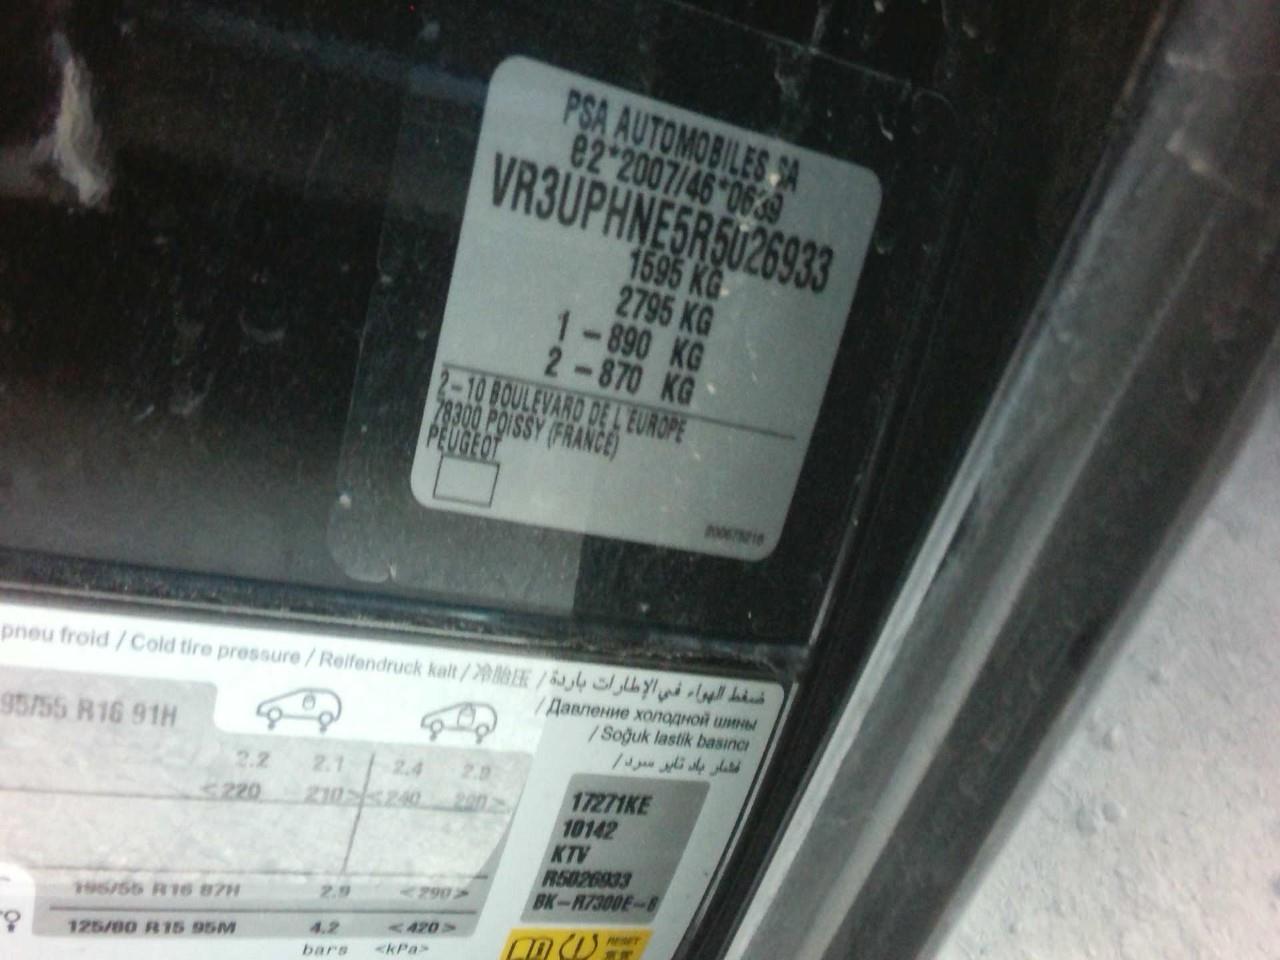 PSA AUTOMOBILES SA
e2*2007/46*0639
VR3UPHNE5R5026933
1595 KG
2795 KG
1 – 890 KG
2 – 870 KG
2–10 BOULEVARD DE L'EUROPE
78300 POISSY (FRANCE)
PEUGEOT
pneu froid / Cold tire pressure / Reifendruck kalt / 冷胎压 / ضغط الهواء في الإطارات باردة
/ Давление холодной шины
/ Soğuk lastik basıncı
/ فشار باد تایر سرد
95/55 R16 91H
2.2 2.1 2.4 2.9
<220 210> <240 290>
195/55 R16 87H 2.9 <290>
125/80 R15 95M 4.2 <420>
bars <kPa>
17271KE
10142
KTV
R5026933
BK–R7300E–6
RESET